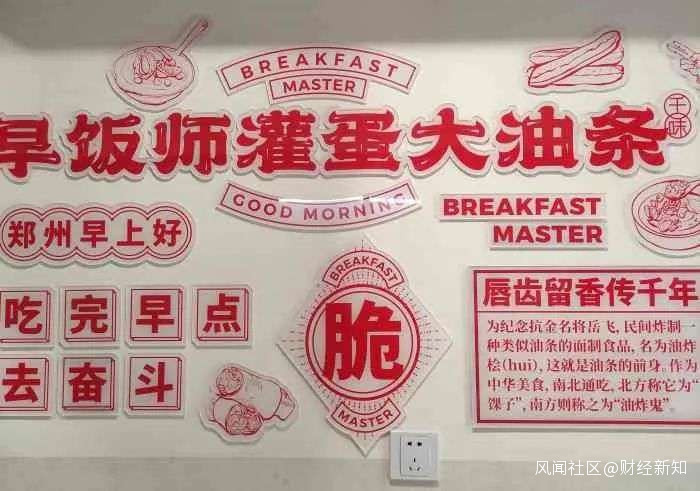 BREAKFAST
MASTER
早饭师灌蛋大油条
千味
GOOD MORNING
BREAKFAST
MASTER
郑州早上好
吃完早点
去奋斗
BREAKFAST
脆
MASTER
唇齿留香传千年
为纪念抗金名将岳飞,民间炸制一
种类似油条的面制食品,名为油炸
桧(hui),这就是油条的前身。作为
中华美食,南北通吃,北方称它为“
馃子”,南方则称之为“油炸鬼”。
风闻社区@财经新知